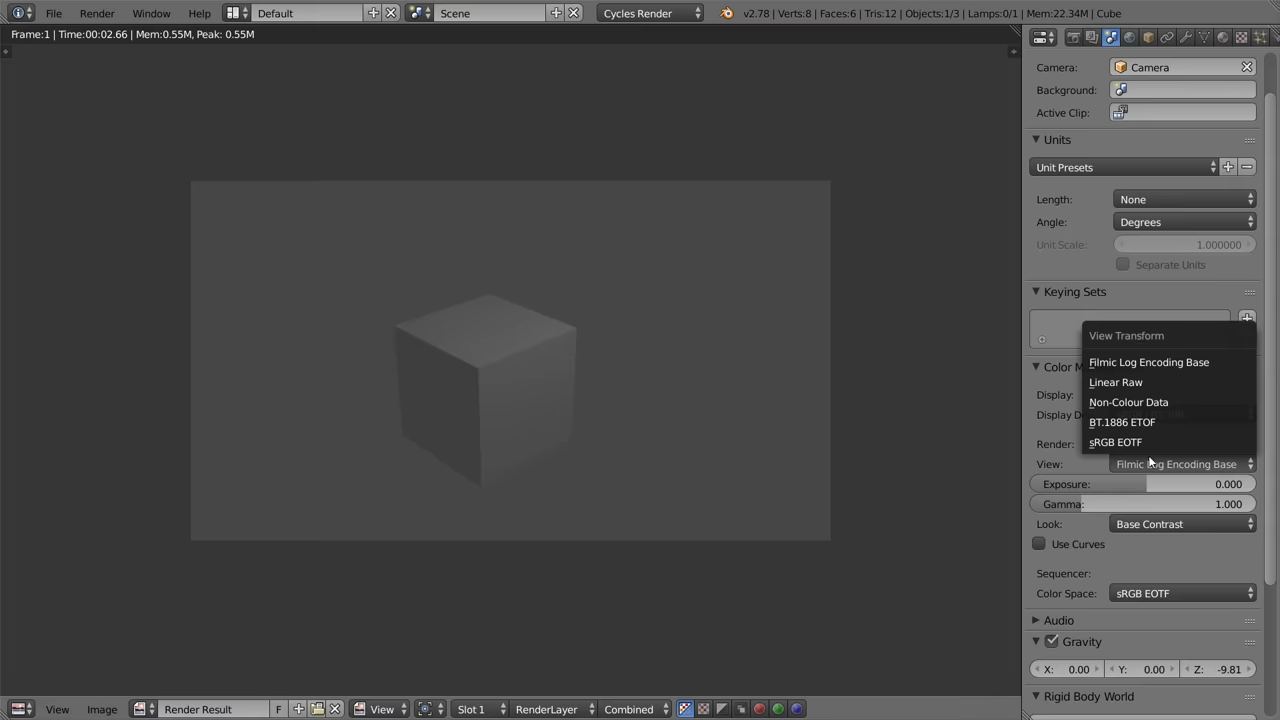 File Render Window Help Default Scene Cycles Render v2.78 | Verts:8 | Faces:6 | Tris:12 | Objects:1/3 | Lamps:0/1 | Mem:22.34M | Cube
Frame:1 | Time:00:02.66 | Mem:0.55M, Peak: 0.55M
Camera: Camera
Background:
Active Clip:
Units
Unit Presets
Length: None
Angle: Degrees
Unit Scale: 1.000000
Separate Units
Keying Sets
View Transform
Filmic Log Encoding Base
Linear Raw
Non-Colour Data
BT.1886 ETOF
sRGB EOTF
Color M
Display:
Display D
Render:
View: Filmic Log Encoding Base
Exposure: 0.000
Gamma: 1.000
Look: Base Contrast
Use Curves
Sequencer:
Color Space: sRGB EOTF
Audio
Gravity
X: 0.00 Y: 0.00 Z: -9.81
Rigid Body World
View Image Render Result F View Slot 1 RenderLayer Combined